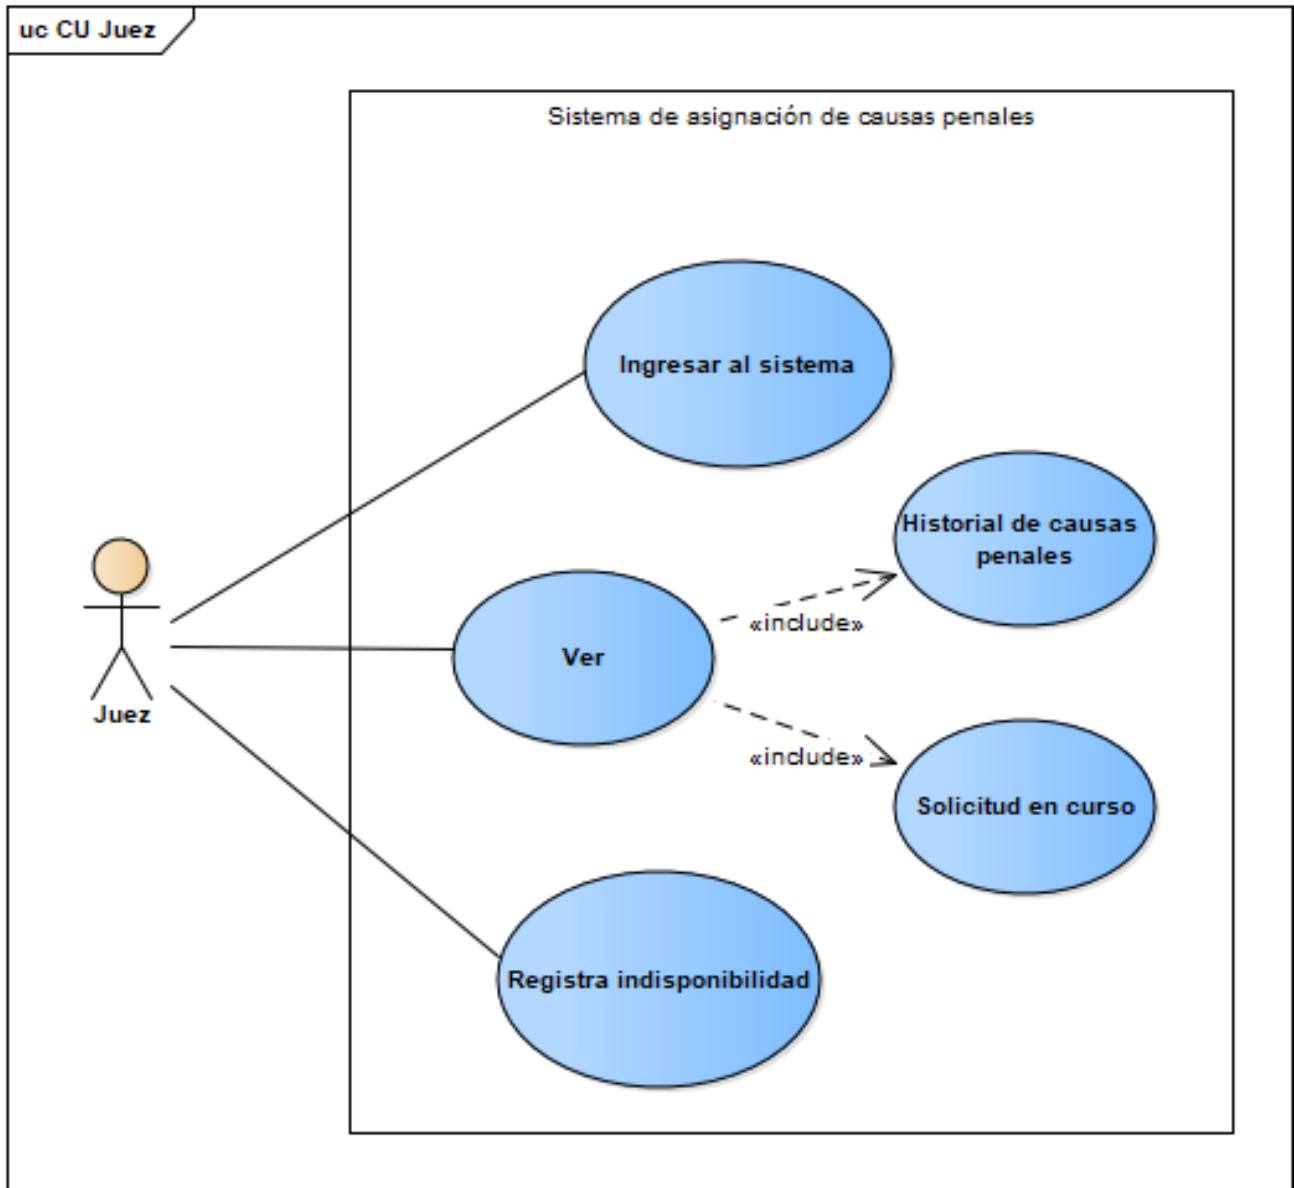 uc CU Juez
Sistema de asignación de causas penales
Ingresar al sistema
Historial de causas
penales
«include»
Ver
Juez
«include»
Solicitud en curso
Registra indisponibilidad